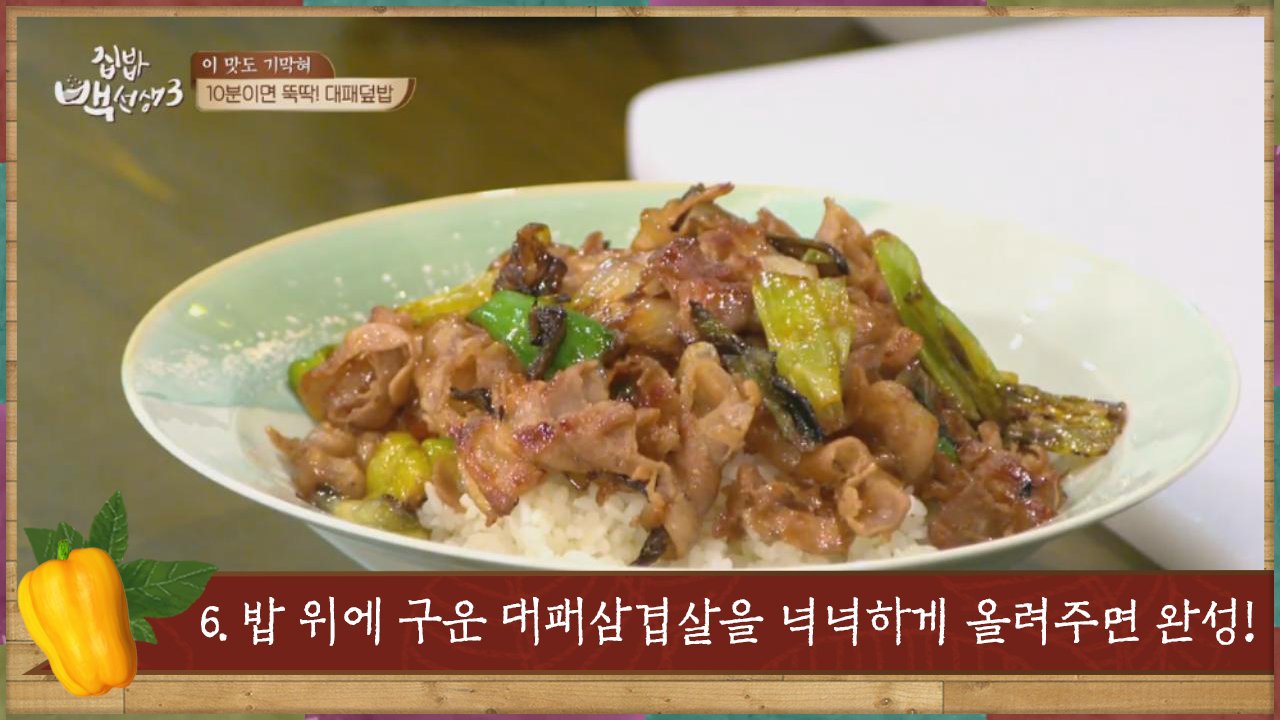 집밥
백선생3
이 맛도 기막혀
10분이면 뚝딱! 대패덮밥
6. 밥 위에 구운 대패삼겹살을 넉넉하게 올려주면 완성!